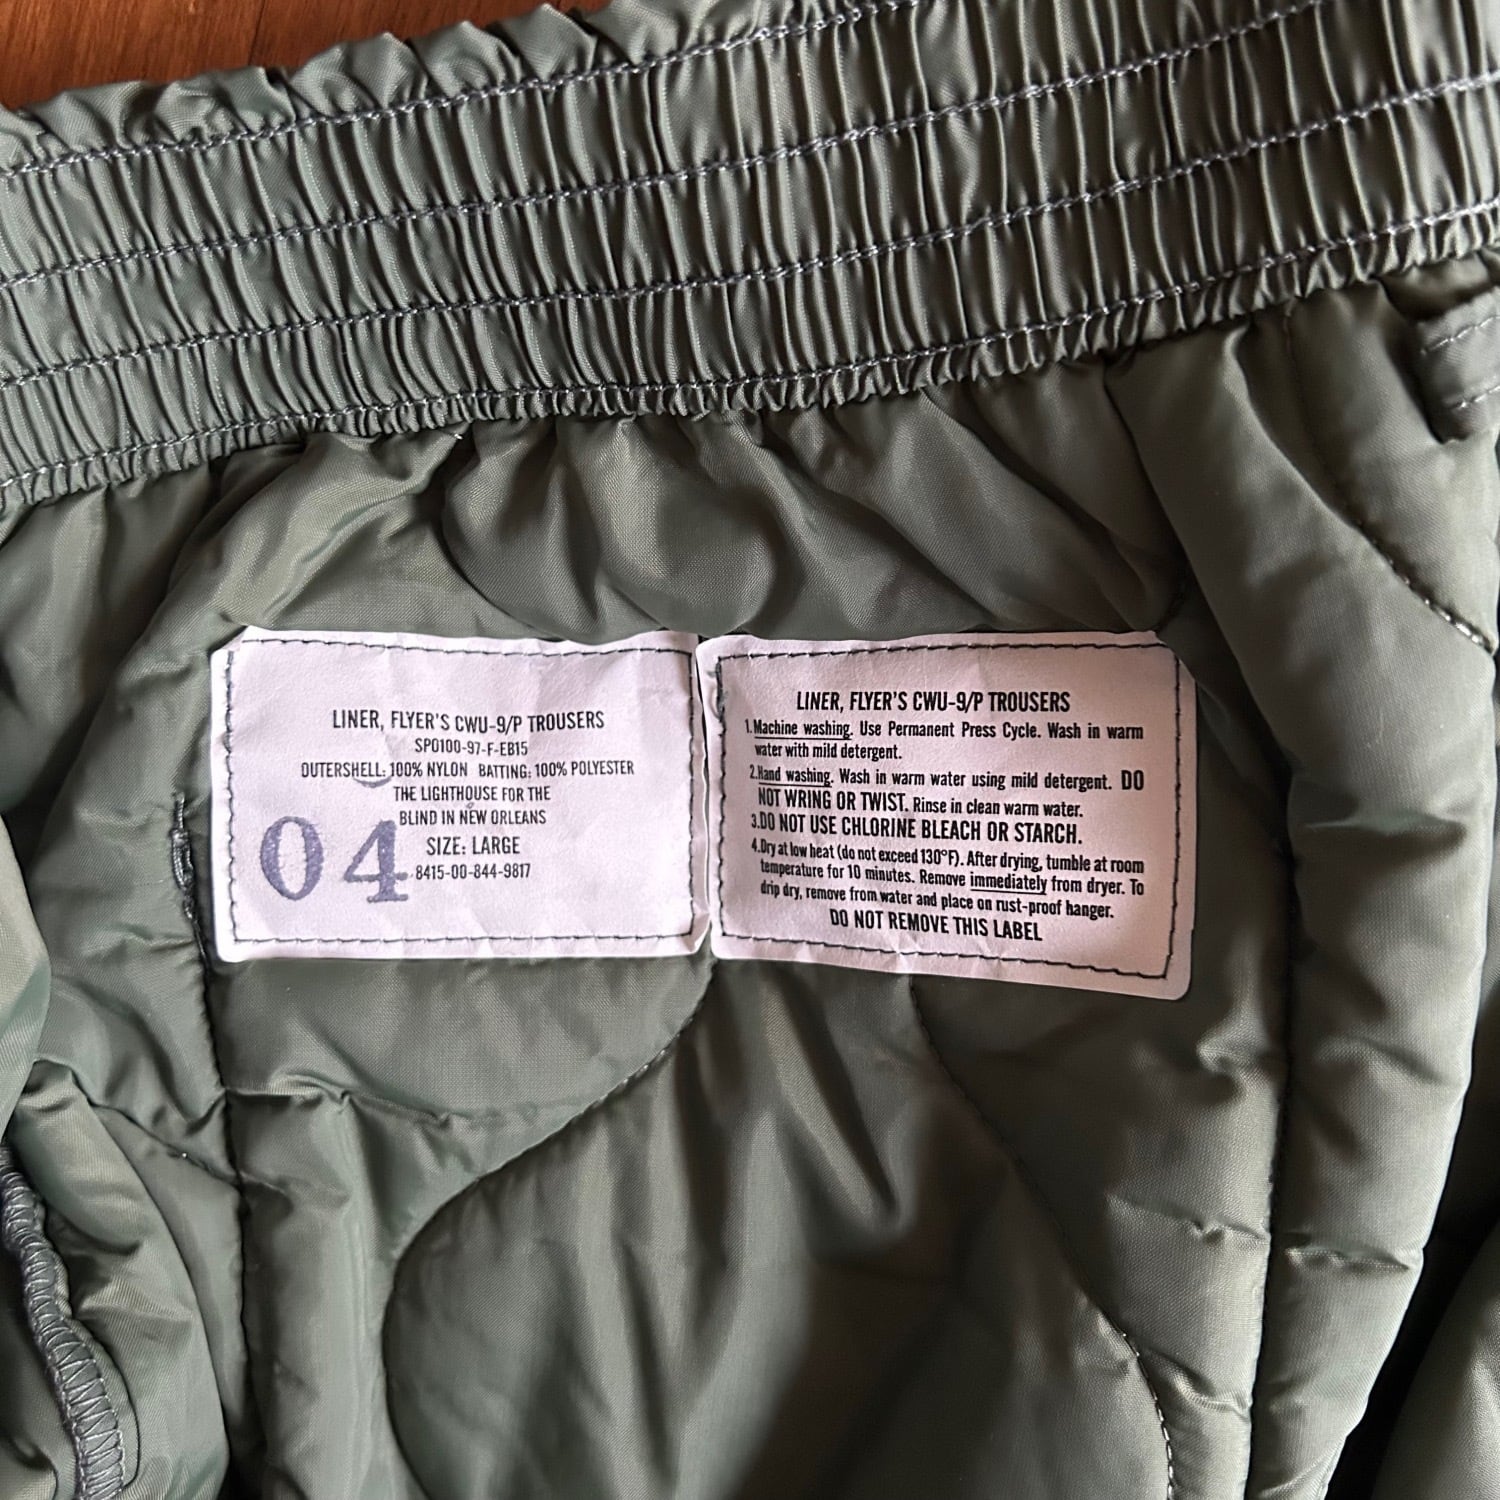 LINER, FLYER'S CWU-9/P TROUSERS
SPO100-97-F-EB15
OUTERSHELL: 100% NYLON BATTING: 100% POLYESTER
THE LIGHTHOUSE FOR THE
BLIND IN NEW ORLEANS
SIZE: LARGE
8415-00-844-9817
04
LINER, FLYER'S CWU-9/P TROUSERS
1.Machine washing. Use Permanent Press Cycle. Wash in warm
water with mild detergent.
2.Hand washing. Wash in warm water using mild detergent. DO
NOT WRING OR TWIST. Rinse in clean warm water.
3.DO NOT USE CHLORINE BLEACH OR STARCH.
4.Dry at low heat (do not exceed 130°F). After drying, tumble at room
temperature for 10 minutes. Remove immediately from dryer. To
drip dry, remove from water and place on rust-proof hanger.
DO NOT REMOVE THIS LABEL